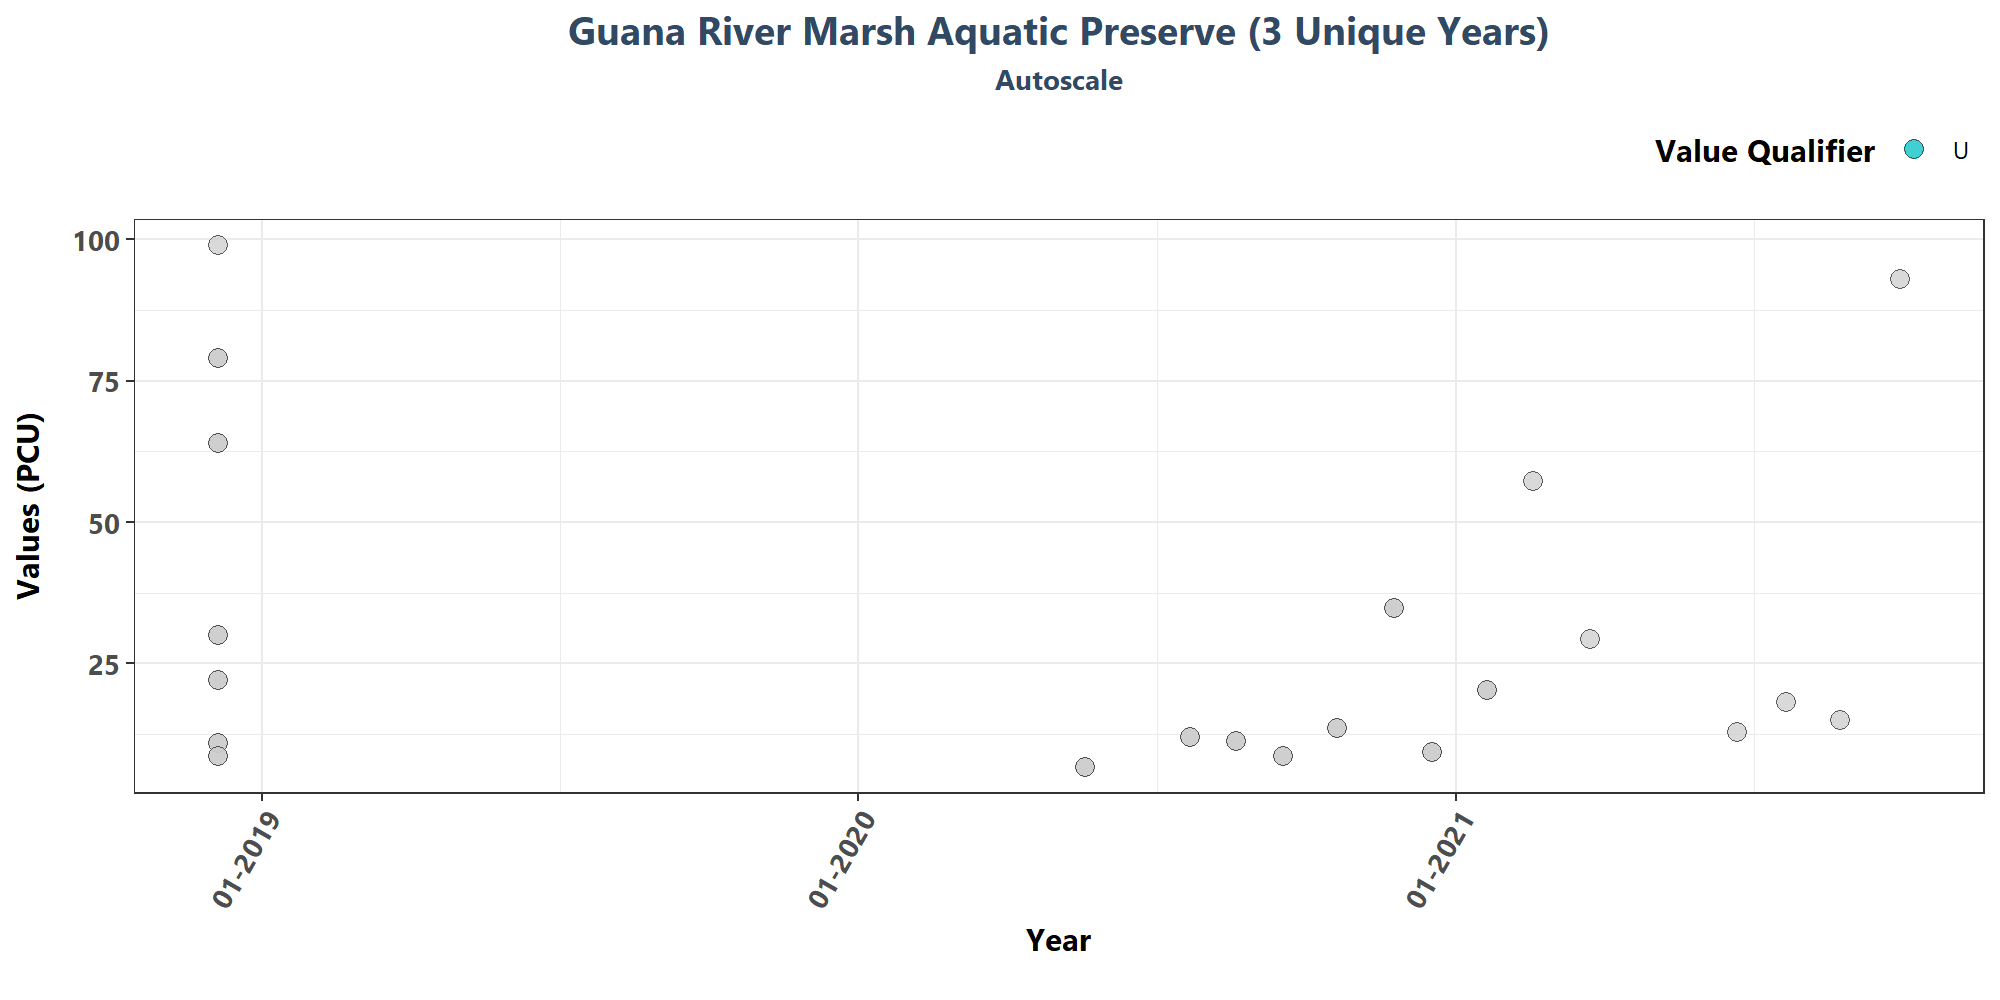 Guana River Marsh Aquatic Preserve (3 Unique Years)
Autoscale
Value Qualifier U
Values (PCU)
100
75
50
25
01-2019 01-2020 01-2021
Year